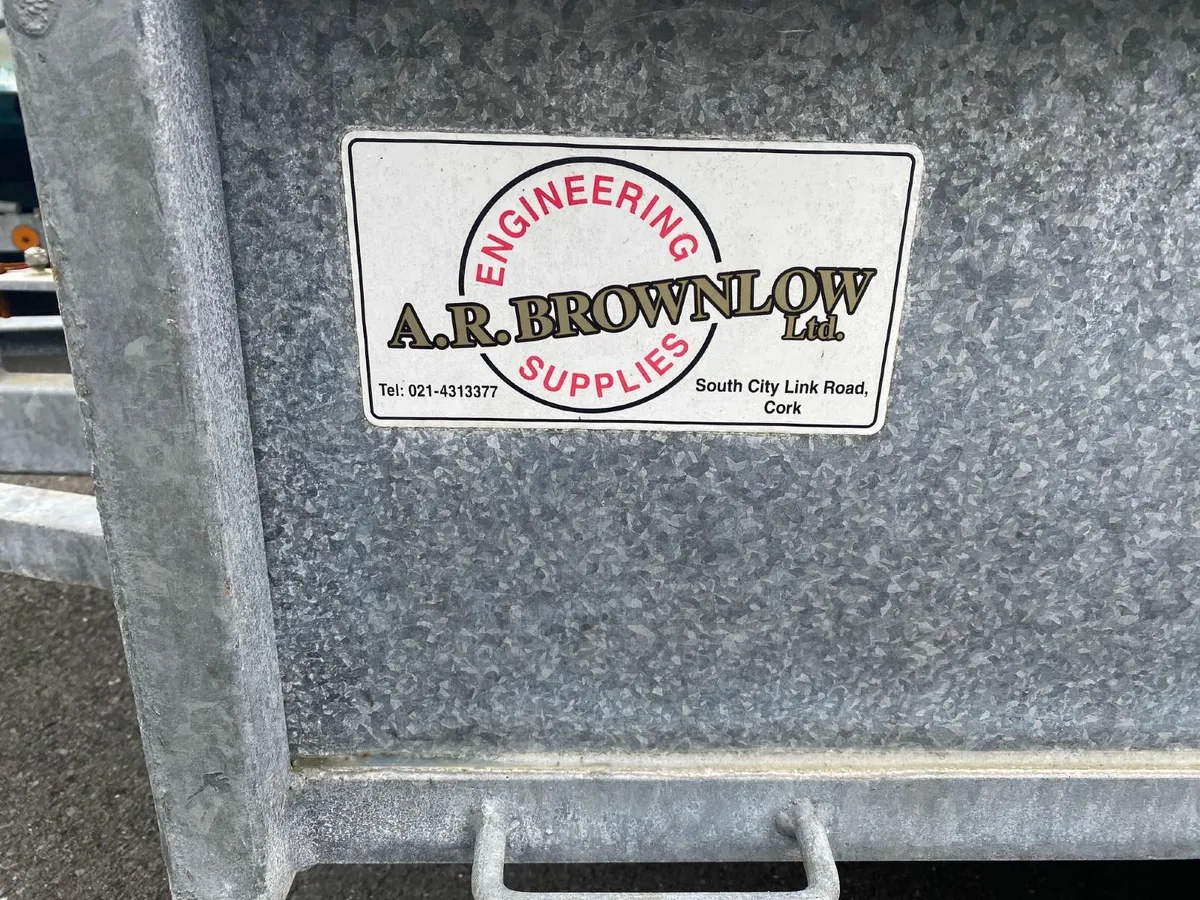 ENGINEERING
A.R. BROWNLOW
Ltd.
SUPPLIES
Tel: 021-4313377
South City Link Road,
Cork